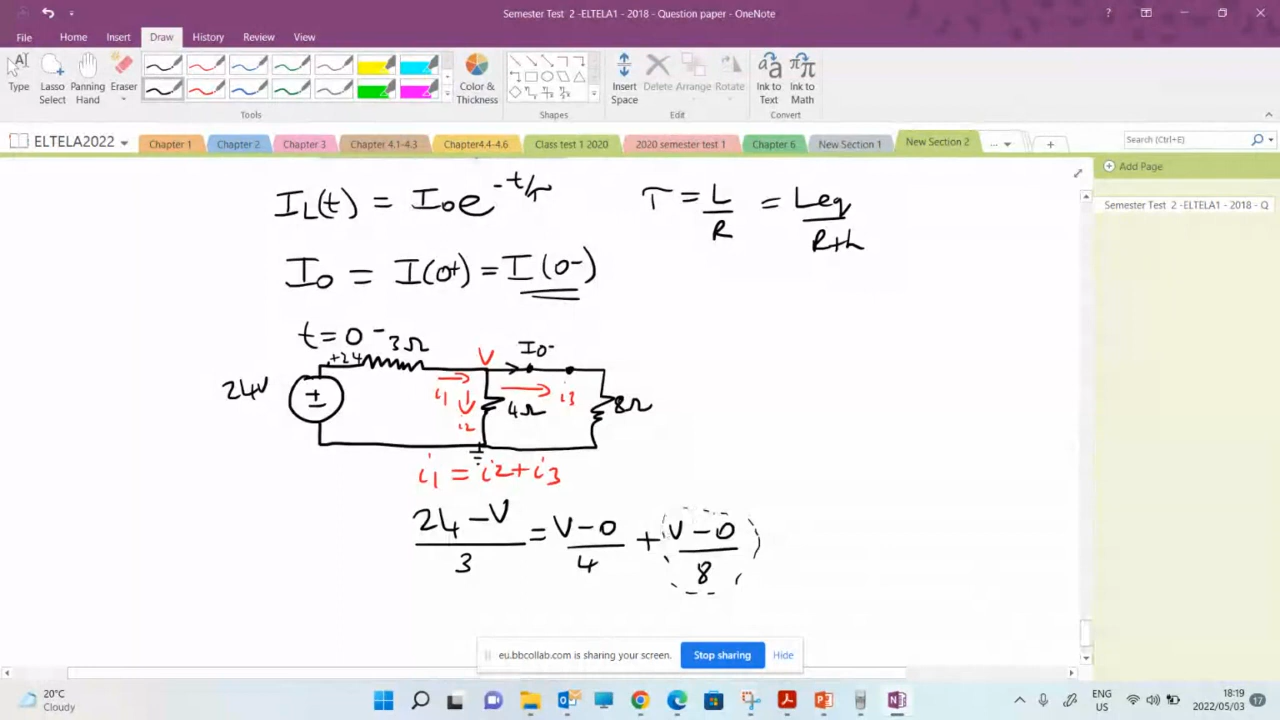 Semester Test 2 -ELTELA1 - 2018 - Question paper - OneNote
File Home Insert Draw History Review View
Type Lasso Select Panning Hand Eraser Color & Thickness Insert Space Delete Arrange Rotate Ink to Text Ink to Math
Tools Shapes Edit Convert
ELTELA2022 Chapter 1 Chapter 2 Chapter 3 Chapter 4.1-4.3 Chapter4.4-4.6 Class test 1 2020 2020 semester test 1 Chapter 6 New Section 1 New Section 2 ... Search (Ctrl+E)
Add Page
Semester Test 2 -ELTELA1 - 2018 - Q
IL(t) = I0e^-t/τ τ = L/R = Leq/Rth
I0 = I(0+) = I(0-)
t = 0-
3Ω
+24
V
I0-
24V
+
-
i1
i2
4Ω
i3
8Ω
i1 = i2 + i3
24-V/3 = V-0/4 + V-0/8
eu.bbcollab.com is sharing your screen. Stop sharing Hide
20°C
Cloudy
ENG
UK
18:19
2022/05/03